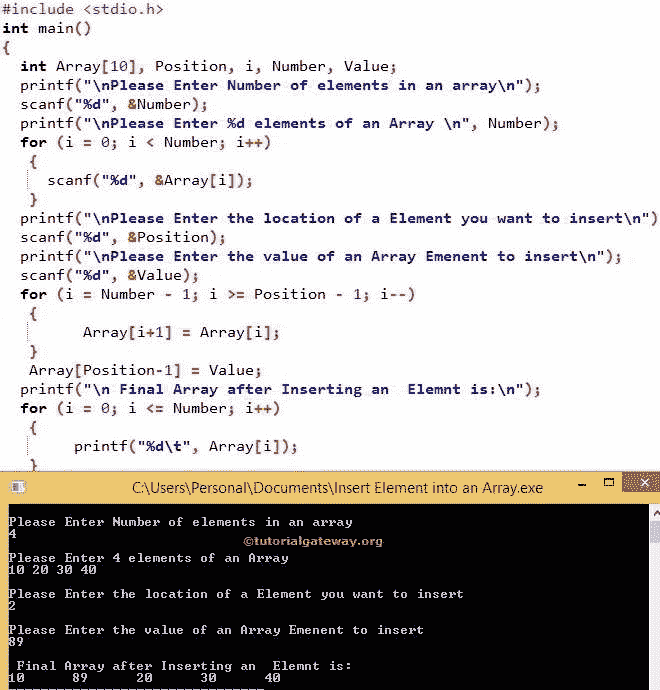 #include <stdio.h>
int main()
{
int Array[10], Position, i, Number, Value;
printf("\nPlease Enter Number of elements in an array\n");
scanf("%d", &Number);
printf("\nPlease Enter %d elements of an Array \n", Number);
for (i = 0; i < Number; i++)
{
scanf("%d", &Array[i]);
}
printf("\nPlease Enter the location of a Element you want to insert\n")
scanf("%d", &Position);
printf("\nPlease Enter the value of an Array Emenent to insert\n");
scanf("%d", &Value);
for (i = Number - 1; i >= Position - 1; i--)
{
Array[i+1] = Array[i];
}
Array[Position-1] = Value;
printf("\n Final Array after Inserting an  Elemnt is:\n");
for (i = 0; i <= Number; i++)
{
printf("%d\t", Array[i]);
}
C:\Users\Personal\Documents\Insert Element into an Array.exe
Please Enter Number of elements in an array
4
©tutorialgateway.org
Please Enter 4 elements of an Array
10 20 30 40
Please Enter the location of a Element you want to insert
2
Please Enter the value of an Array Emenent to insert
89
Final Array after Inserting an  Elemnt is:
10 89 20 30 40